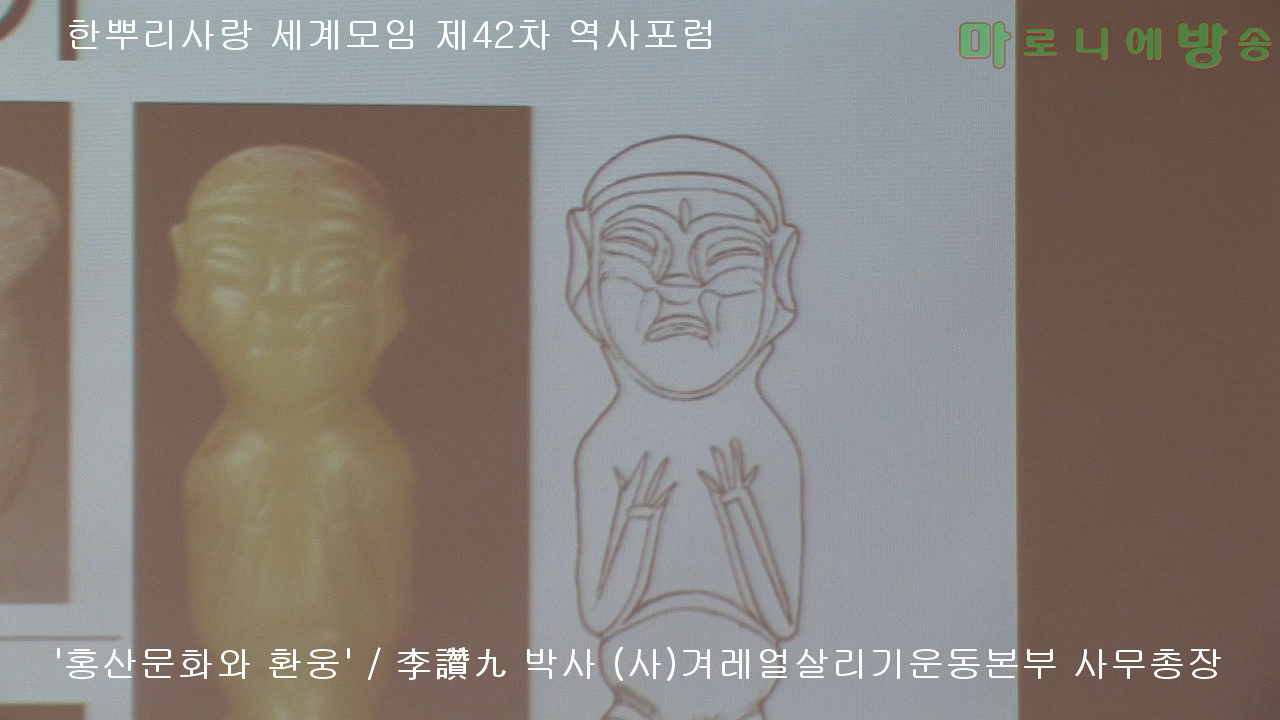 한뿌리사랑 세계모임 제42차 역사포럼
마로니에방송
'홍산문화와 환웅' / 李讚九 박사 (사)겨레얼살리기운동본부 사무총장